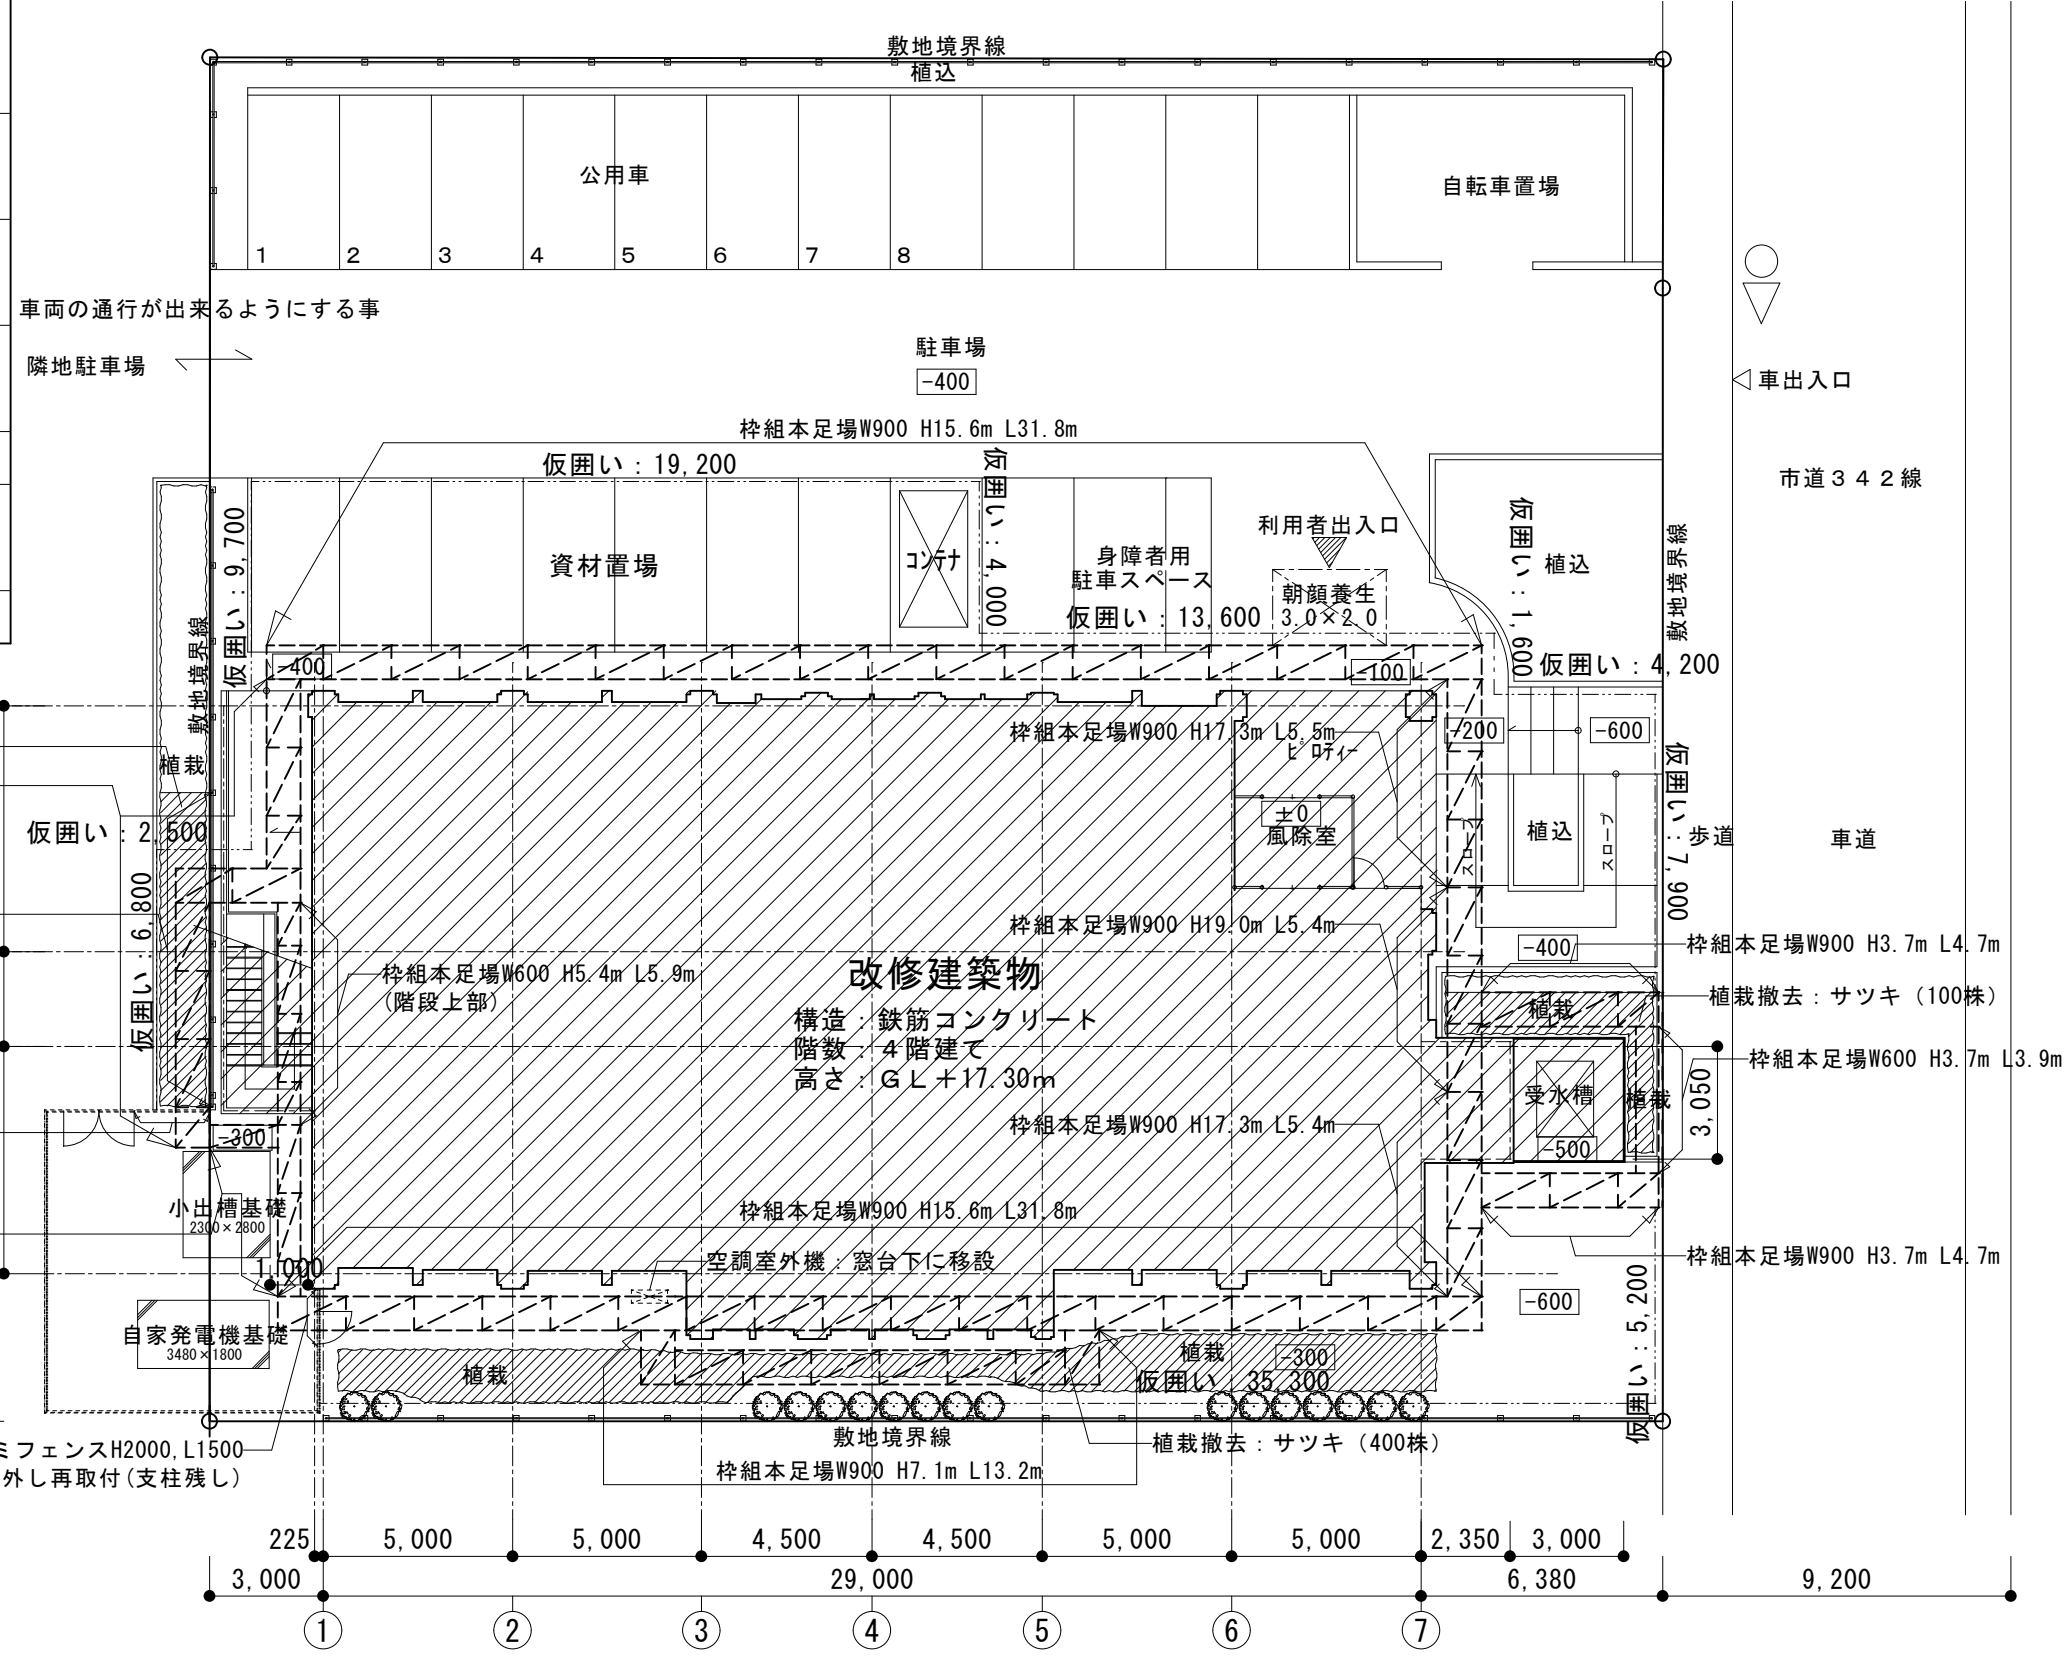 敷地境界線
植込
公用車
自転車置場
1 2 3 4 5 6 7 8
車両の通行が出来るようにする事
隣地駐車場
駐車場
-400
車出入口
枠組本足場W900 H15.6m L31.8m
仮囲い：19,200
仮囲い：4,000
市道３４２線
仮囲い：9,700
資材置場
コンテナ
身障者用
駐車スペース
利用者出入口
朝顔養生
3.0×2.0
仮囲い：13,600
仮囲い：1,600
植込
敷地境界線
敷地境界線
-400
-100
仮囲い：4,200
枠組本足場W900 H17.3m L5.5m
ピロティー
-200
-600
植栽
仮囲い：2,500
±0
風除室
スロープ
植込
スロープ
仮囲い：7,900
歩道
車道
仮囲い：6,800
枠組本足場W900 H19.0m L5.4m
-400
枠組本足場W900 H3.7m L4.7m
枠組本足場W600 H5.4m L5.9m
(階段上部)
改修建築物
構造：鉄筋コンクリート
階数：４階建て
高さ：ＧＬ＋17.30m
植栽
植栽撤去：サツキ（100株）
枠組本足場W600 H3.7m L3.9m
受水槽
植栽
3,050
-500
枠組本足場W900 H17.3m L5.4m
-300
小出槽基礎
2300×2800
枠組本足場W900 H15.6m L31.8m
空調室外機：窓台下に移設
1,000
枠組本足場W900 H3.7m L4.7m
-600
自家発電機基礎
3480×1800
植栽
植栽
-300
仮囲い：35,300
仮囲い：5,200
ミフェンスH2000,L1500
外し再取付(支柱残し)
敷地境界線
植栽撤去：サツキ（400株）
枠組本足場W900 H7.1m L13.2m
225 5,000 5,000 4,500 4,500 5,000 5,000 2,350 3,000
3,000 29,000 6,380 9,200
1 2 3 4 5 6 7